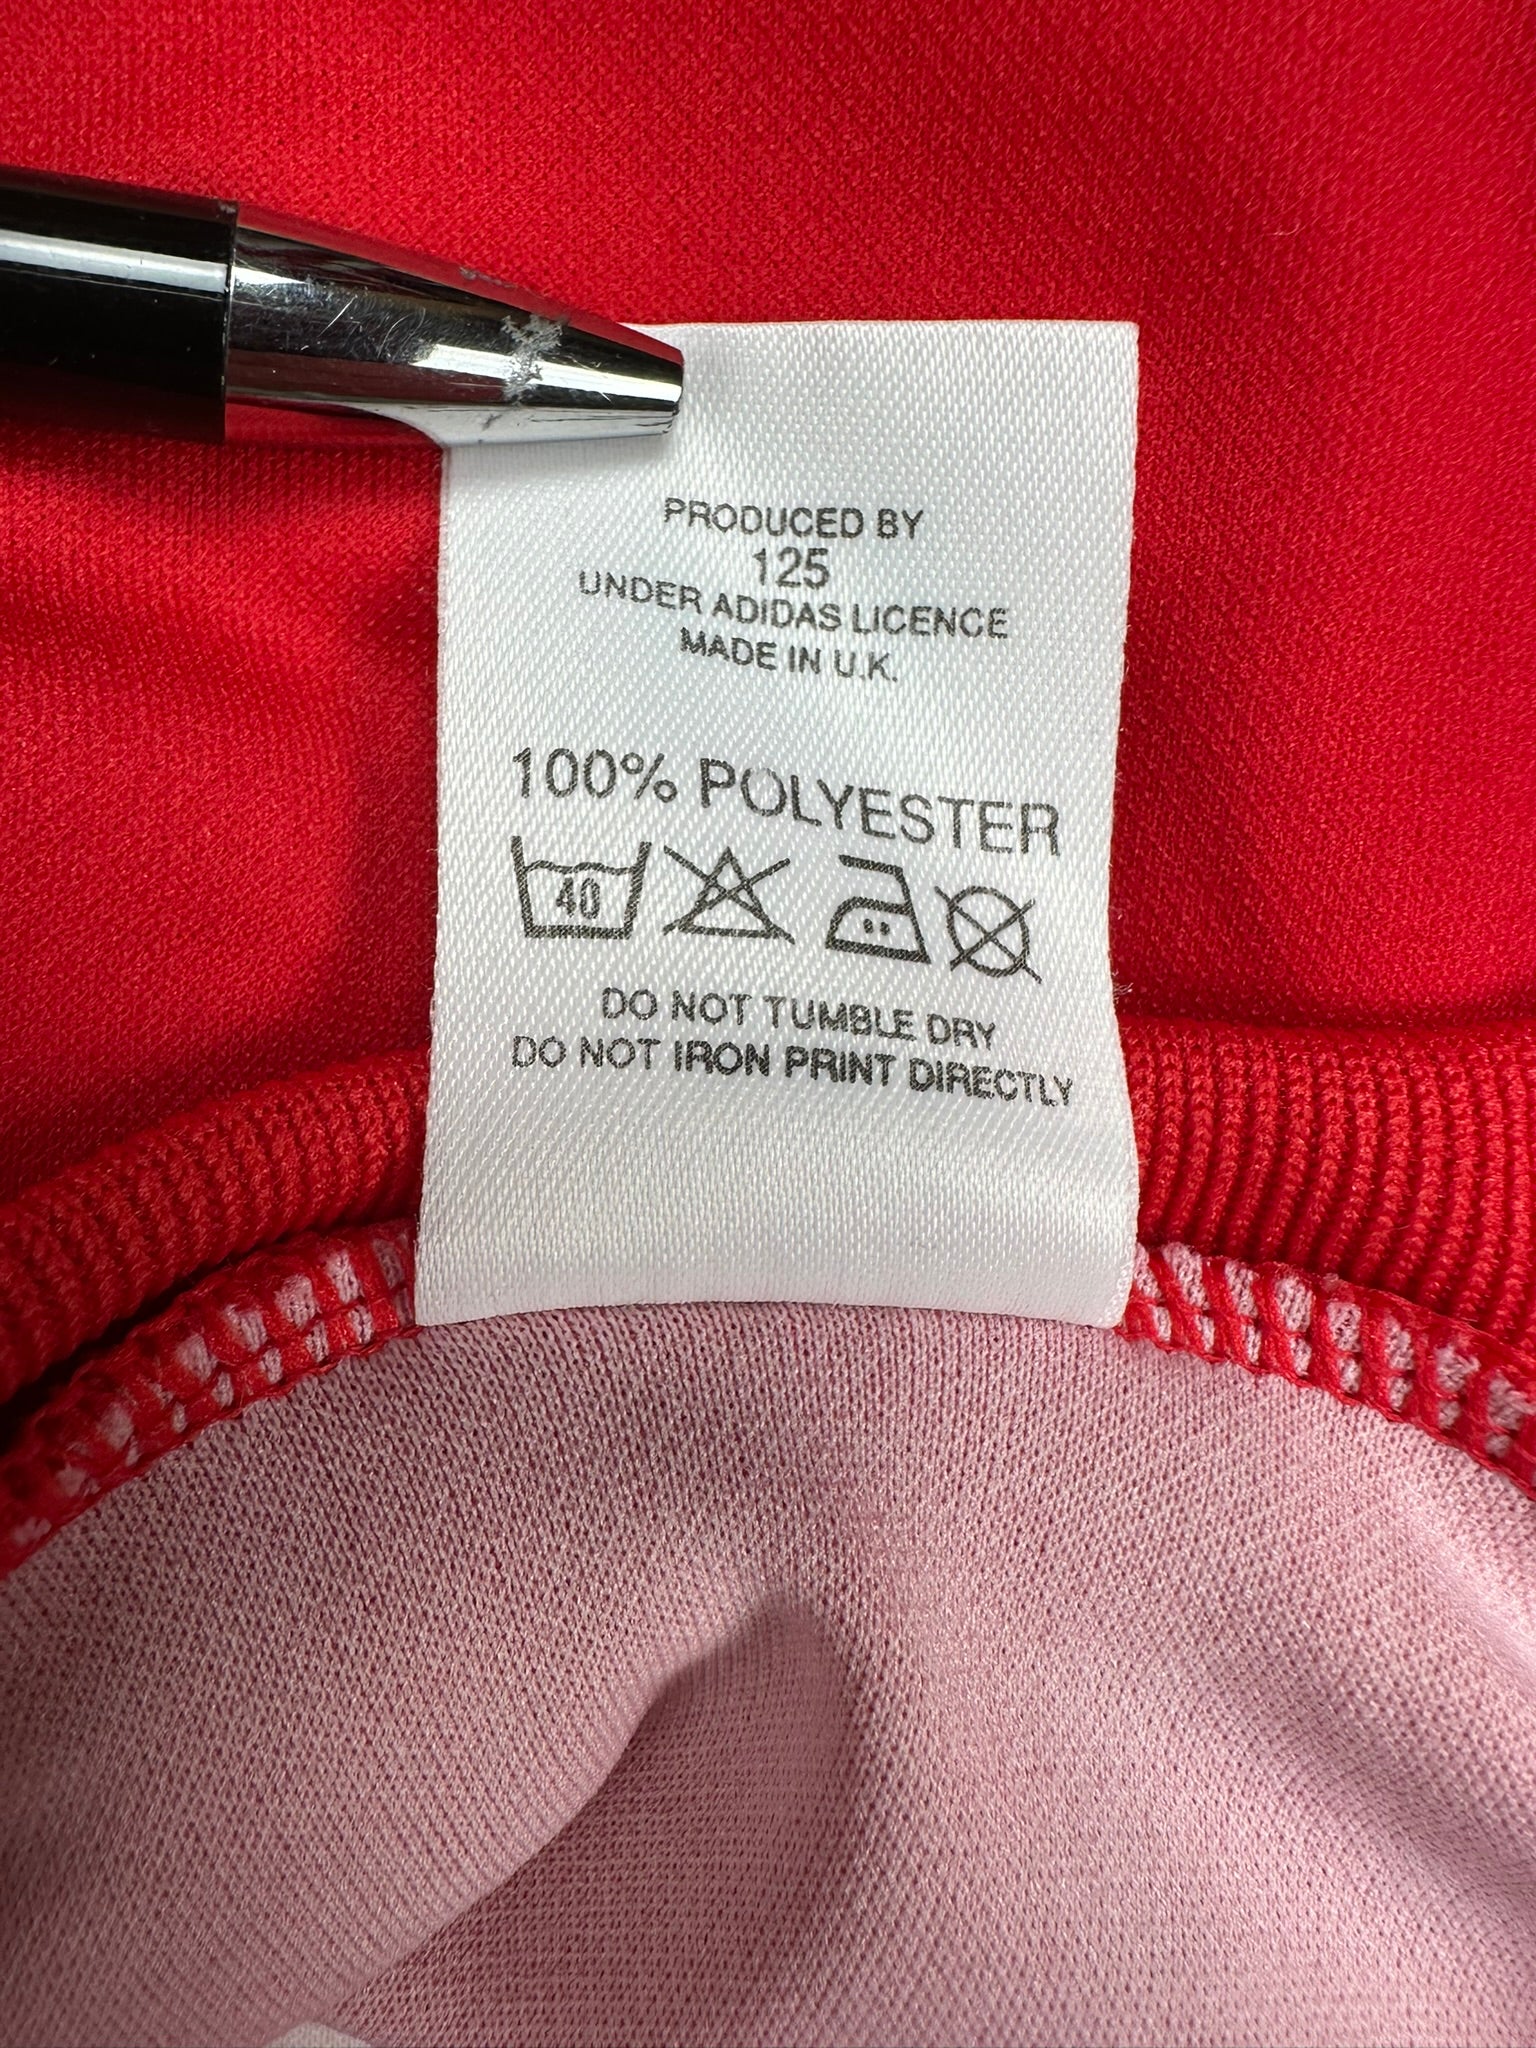 PRODUCED BY
125
UNDER ADIDAS LICENCE
MADE IN U.K.
100% POLYESTER
40
DO NOT TUMBLE DRY
DO NOT IRON PRINT DIRECTLY